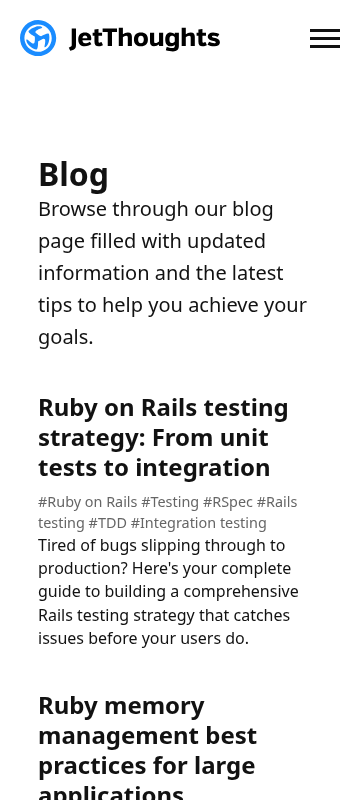 JetThoughts
Blog
Browse through our blog
page filled with updated
information and the latest
tips to help you achieve your
goals.
Ruby on Rails testing
strategy: From unit
tests to integration
#Ruby on Rails #Testing #RSpec #Rails
testing #TDD #Integration testing
Tired of bugs slipping through to
production? Here's your complete
guide to building a comprehensive
Rails testing strategy that catches
issues before your users do.
Ruby memory
management best
practices for large
applications